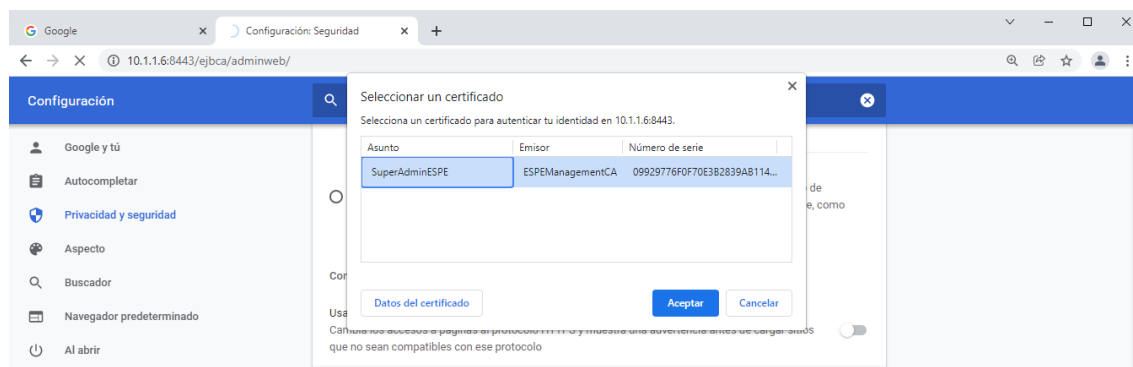 Google
Configuración: Seguridad
10.1.1.6:8443/ejbca/adminweb/
Configuración
Google y tú
Autocompletar
Privacidad y seguridad
Aspecto
Buscador
Navegador predeterminado
Al abrir
Seleccionar un certificado
Selecciona un certificado para autenticar tu identidad en 10.1.1.6:8443.
Asunto Emisor Número de serie
SuperAdminESPE ESPEManagementCA 09929776F0F70E3B2839AB114...
de
e, como
Datos del certificado Aceptar Cancelar
Cor
Usa
Cambia los accesos a páginas al protocolo HTTPS y muestra una advertencia antes de cargar sitios
que no sean compatibles con ese protocolo